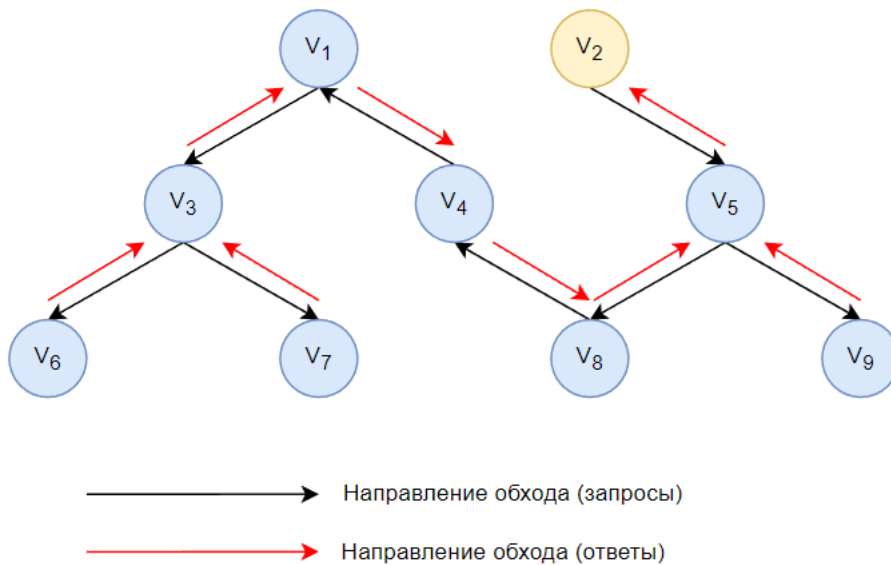 V1 V2
V3 V4 V5
V6 V7 V8 V9
Направление обхода (запросы)
Направление обхода (ответы)